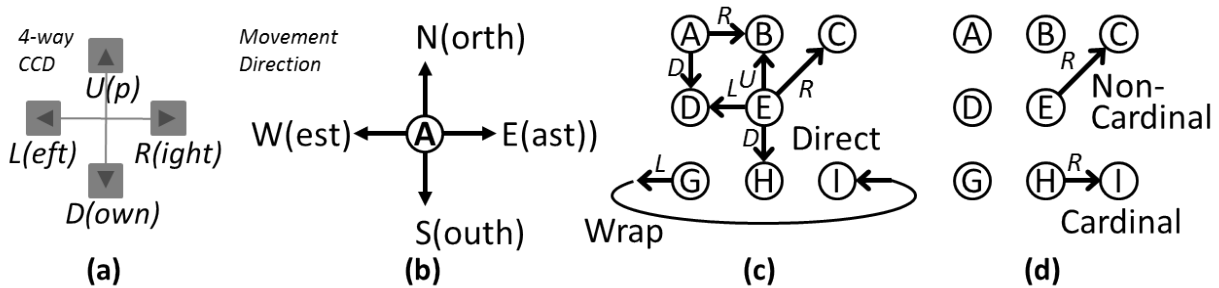 4-way
CCD
U(p)
L(eft) R(ight)
D(own)
(a)
Movement
Direction
N(orth)
W(est) A E(ast))
S(outh)
(b)
A R B C
D U R
D L E
D Direct
L G H I
Wrap
(c)
A B C
R
D E Non-
Cardinal
G H R I
Cardinal
(d)